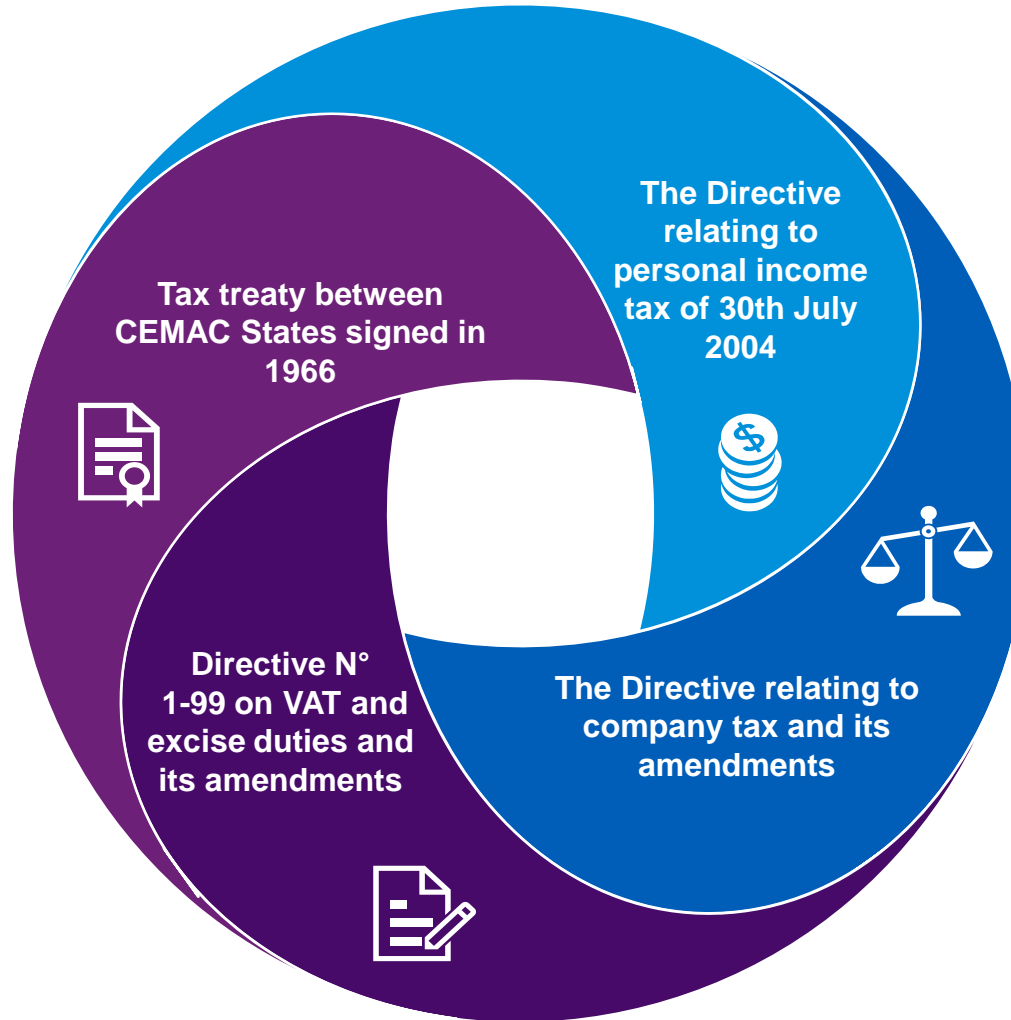 Tax treaty between
CEMAC States signed in
1966
The Directive
relating to
personal income
tax of 30th July
2004
$
Directive N°
1-99 on VAT and
excise duties and
its amendments
The Directive relating to
company tax and its
amendments